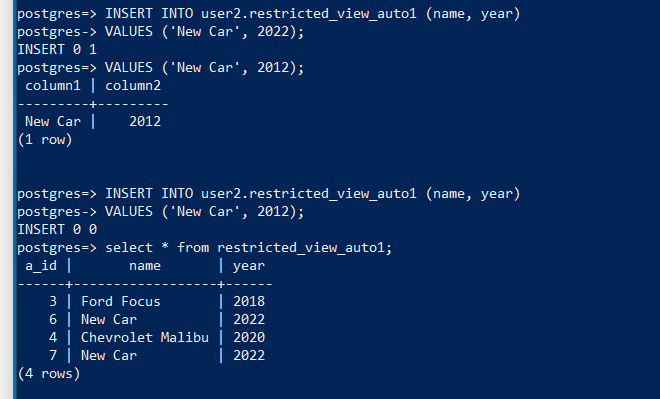 postgres=> INSERT INTO user2.restricted_view_auto1 (name, year)
postgres-> VALUES ('New Car', 2022);
INSERT 0 1
postgres=> VALUES ('New Car', 2012);
 column1 | column2
---------+---------
 New Car |    2012
(1 row)
postgres=> INSERT INTO user2.restricted_view_auto1 (name, year)
postgres-> VALUES ('New Car', 2012);
INSERT 0 0
postgres=> select * from restricted_view_auto1;
 a_id |       name       | year
------+------------------+------
    3 | Ford Focus       | 2018
    6 | New Car          | 2022
    4 | Chevrolet Malibu | 2020
    7 | New Car          | 2022
(4 rows)